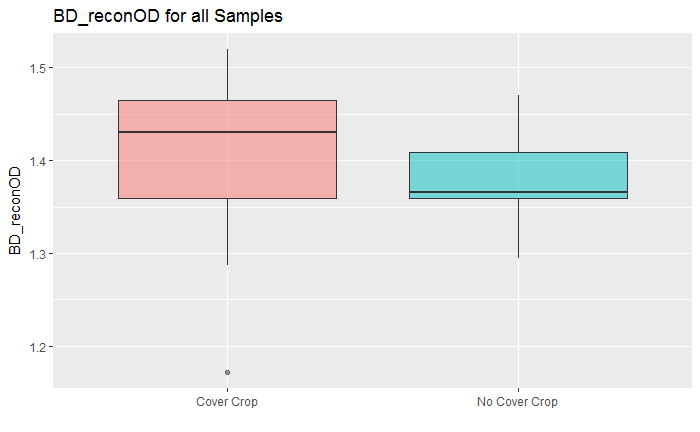 BD_reconOD for all Samples
BD_reconOD
1.5
1.4
1.3
1.2
Cover Crop
No Cover Crop